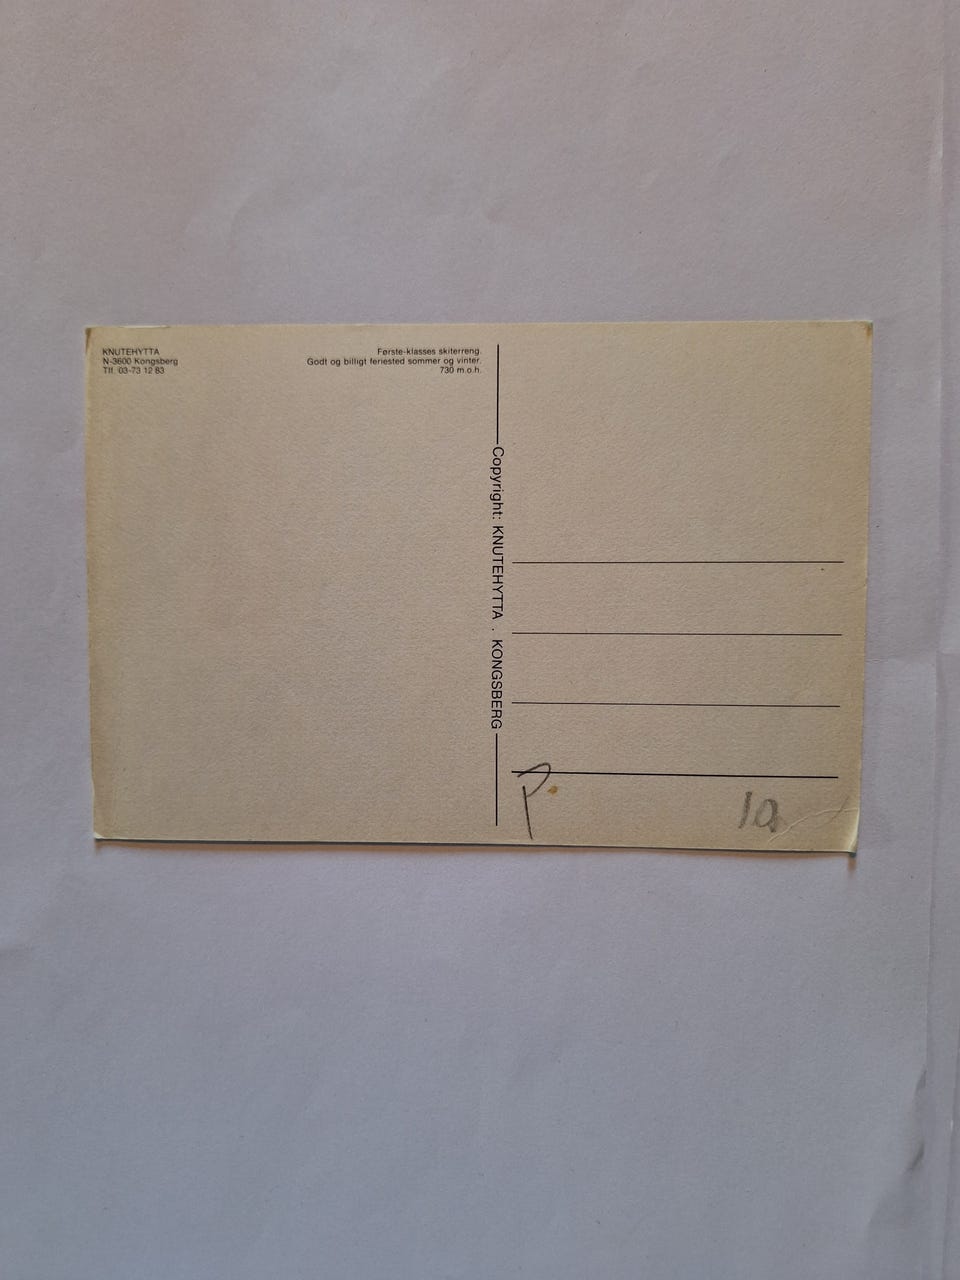 KNUTEHYTTA
N-3600 Kongsberg
Tlf. 03-73 12 83
Første-klasses skiterreng.
Godt og billigt feriested sommer og vinter.
730 m.o.h.
Copyright: KNUTEHYTTA . KONGSBERG
P.
10